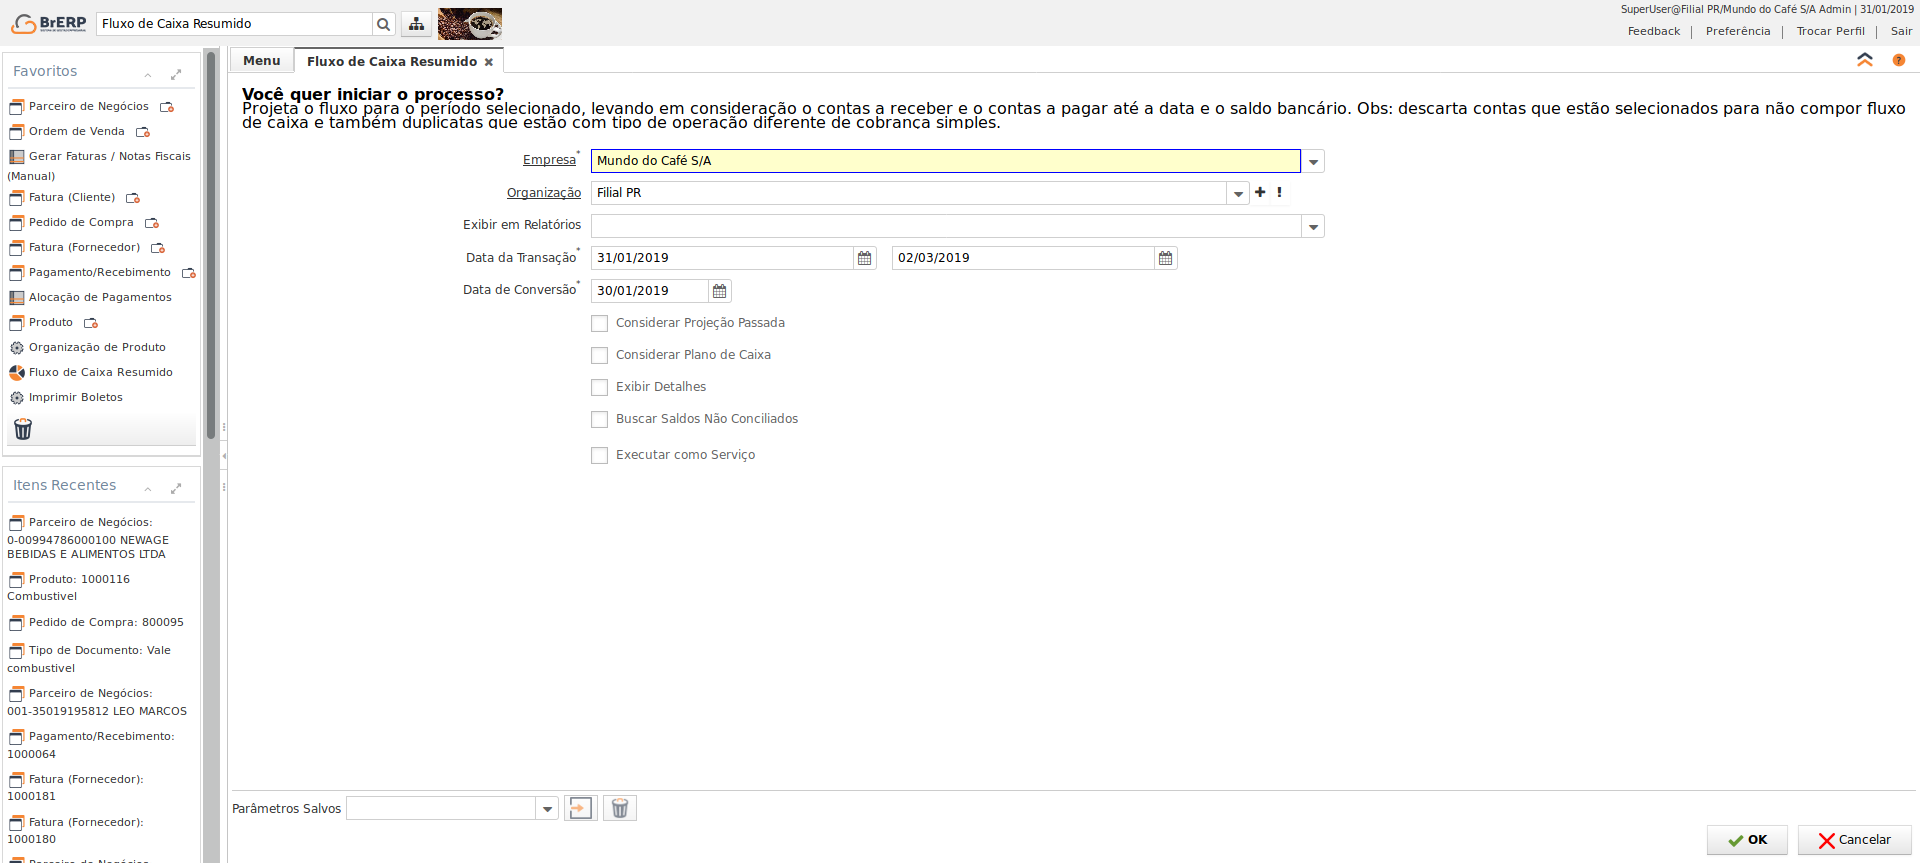 BrERP
Fluxo de Caixa Resumido
SuperUser@Filial PR/Mundo do Café S/A Admin | 31/01/2019
Feedback | Preferência | Trocar Perfil | Sair
Favoritos
Parceiro de Negócios
Ordem de Venda
Gerar Faturas / Notas Fiscais
(Manual)
Fatura (Cliente)
Pedido de Compra
Fatura (Fornecedor)
Pagamento/Recebimento
Alocação de Pagamentos
Produto
Organização de Produto
Fluxo de Caixa Resumido
Imprimir Boletos
Itens Recentes
Parceiro de Negócios:
0-00994786000100 NEWAGE
BEBIDAS E ALIMENTOS LTDA
Produto: 1000116
Combustivel
Pedido de Compra: 800095
Tipo de Documento: Vale
combustivel
Parceiro de Negócios:
001-35019195812 LEO MARCOS
Pagamento/Recebimento:
1000064
Fatura (Fornecedor):
1000181
Fatura (Fornecedor):
1000180
Parceiro de Negócios
Menu
Fluxo de Caixa Resumido
Você quer iniciar o processo?
Projeta o fluxo para o período selecionado, levando em consideração o contas a receber e o contas a pagar até a data e o saldo bancário. Obs: descarta contas que estão selecionados para não compor fluxo
de caixa e também duplicatas que estão com tipo de operação diferente de cobrança simples.
Empresa* Mundo do Café S/A
Organização Filial PR + !
Exibir em Relatórios
Data da Transação* 31/01/2019 02/03/2019
Data de Conversão* 30/01/2019
Considerar Projeção Passada
Considerar Plano de Caixa
Exibir Detalhes
Buscar Saldos Não Conciliados
Executar como Serviço
Parâmetros Salvos
OK
Cancelar